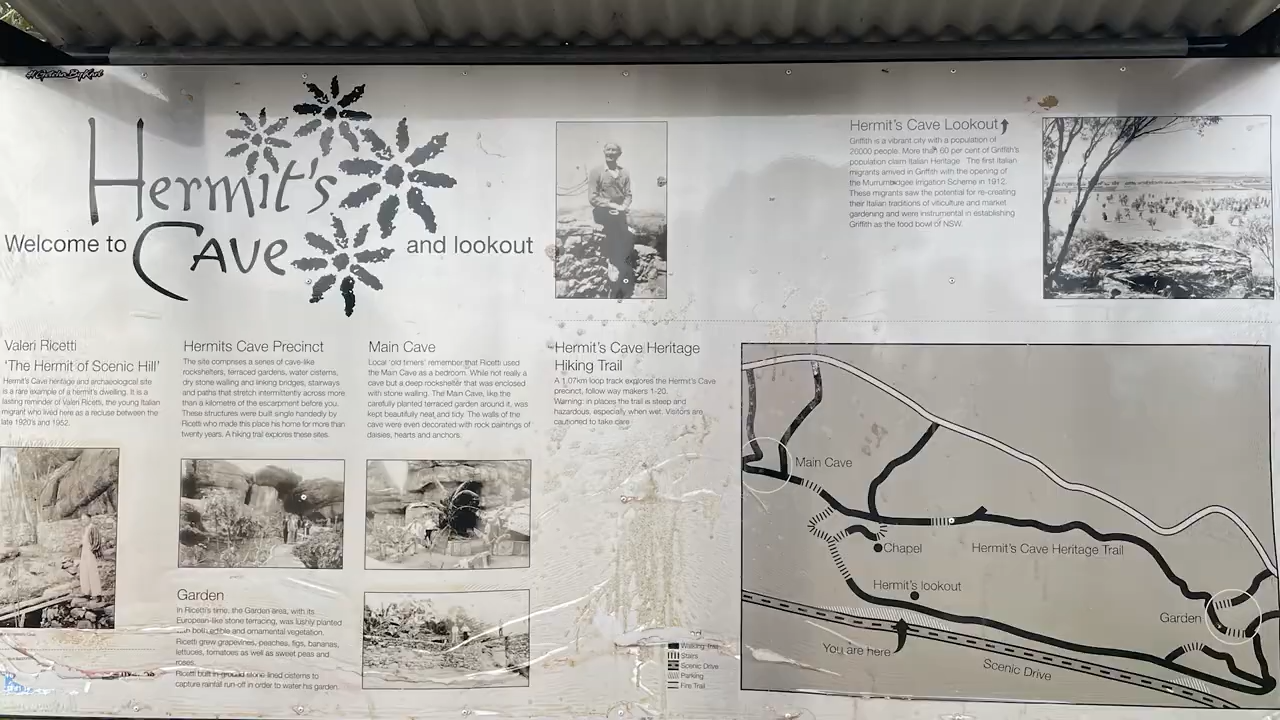 Hermit's
Welcome to CAVE and lookout
Valeri Ricetti
'The Hermit of Scenic Hill'
Hermit's Cave heritage and archaeological site
is a rare example of a hermit's dwelling. It is a
lasting reminder of Valeri Ricetti, the young Italian
migrant who lived here as a recluse between the
late 1920's and 1952.
Hermits Cave Precinct
The site comprises a series of cave-like
rockshelters, terraced gardens, water cisterns,
dry stone walling and linking bridges, stairways
and paths that stretch intermittently across more
than a kilometre of the escarpment before you.
These structures were built single handedly by
Ricetti who made this place his home for more than
twenty years. A hiking trail explores these sites.
Main Cave
Local 'old timers' remember that Ricetti used
the Main Cave as a bedroom. While not really a
cave but a deep rockshelter that was enclosed
with stone walling. The Main Cave, like the
carefully planted terraced garden around it, was
kept beautifully neat and tidy. The walls of the
cave were even decorated with rock paintings of
daisies, hearts and anchors.
Garden
In Ricetti's time, the Garden area, with its
European-like stone terracing, was lushly planted
with both edible and ornamental vegetation.
Ricetti grew grapevines, peaches, figs, bananas,
lettuces, tomatoes as well as sweet peas and
roses.
Ricetti built in-ground stone-lined cisterns to
capture rainfall run-off in order to water his garden.
Hermit's Cave Heritage
Hiking Trail
A 1.07km loop track explores the Hermit's Cave
precinct, follow way makers 1-20.
Warning: in places the trail is steep and
hazardous, especially when wet. Visitors are
cautioned to take care
Hermit's Cave Lookout
Griffith is a vibrant city with a population of
26000 people. More than 60 per cent of Griffith's
population claim Italian Heritage. The first Italian
migrants arrived in Griffith with the opening of
the Murrumbidgee Irrigation Scheme in 1912.
These migrants saw the potential for re-creating
their Italian traditions of viticulture and market
gardening and were instrumental in establishing
Griffith as the food bowl of NSW.
Main Cave
Chapel
Hermit's Cave Heritage Trail
Hermit's lookout
Garden
You are here
Scenic Drive
Walking Trail
Stairs
Scenic Drive
Parking
Fire Trail